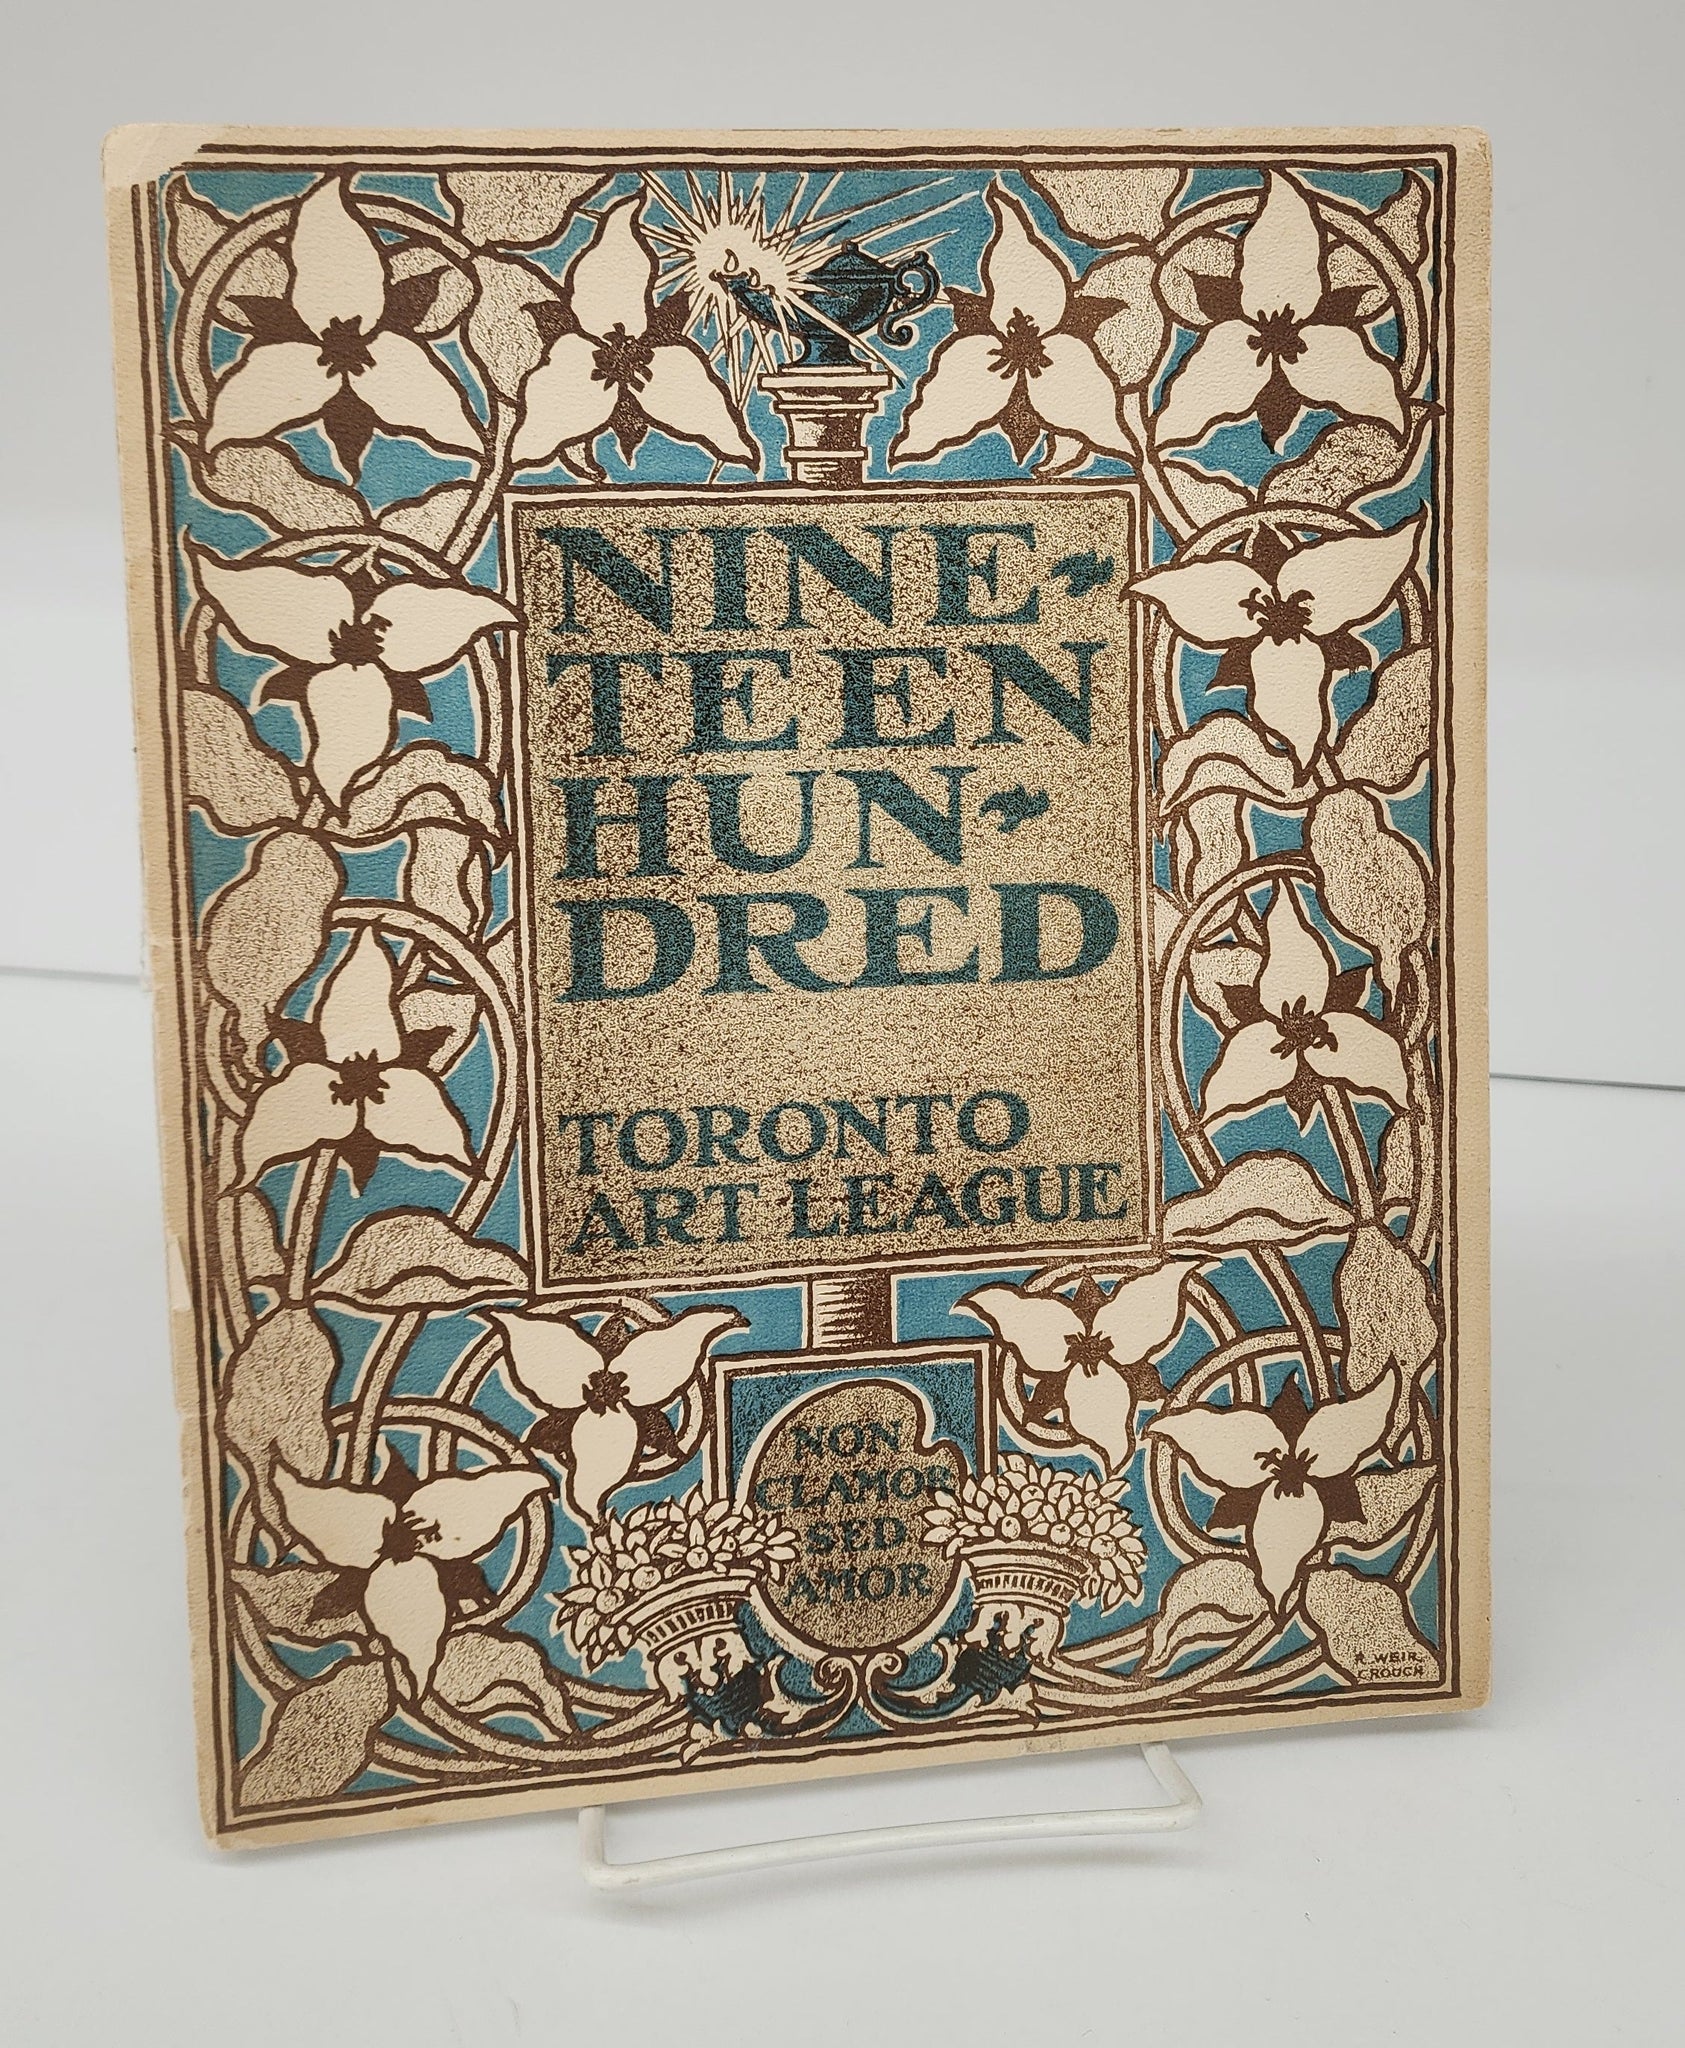 NINE-
TEEN
HUN-
DRED
TORONTO
ART LEAGUE
NON
CLAMOR
SED
AMOR
R. WEIR
CROUCH